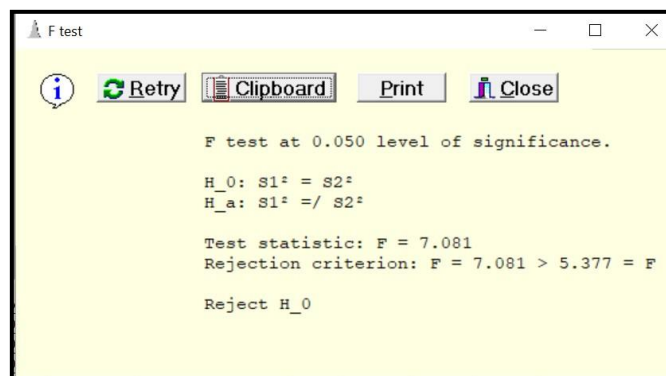 F test
Retry Clipboard Print Close
F test at 0.050 level of significance.
H_0: S1² = S2²
H_a: S1² =/ S2²
Test statistic: F = 7.081
Rejection criterion: F = 7.081 > 5.377 = F
Reject H_0